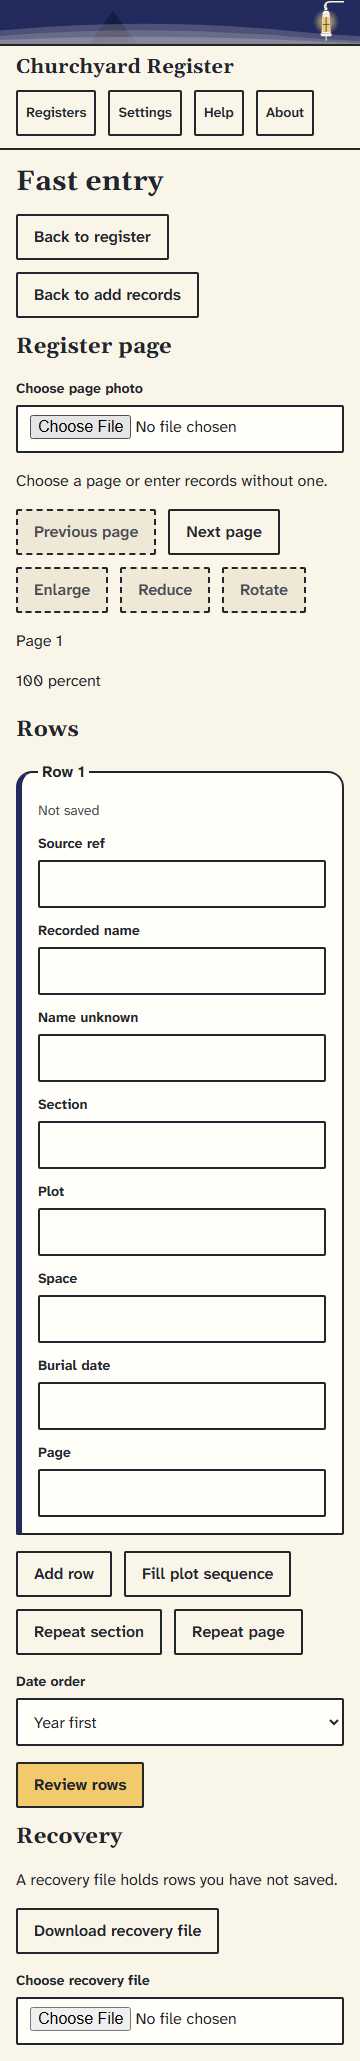 Churchyard Register
Registers Settings Help About
Fast entry
Back to register
Back to add records
Register page
Choose page photo
Choose File No file chosen
Choose a page or enter records without one.
Previous page Next page
Enlarge Reduce Rotate
Page 1
100 percent
Rows
Row 1
Not saved
Source ref
Recorded name
Name unknown
Section
Plot
Space
Burial date
Page
Add row Fill plot sequence
Repeat section Repeat page
Date order
Year first
Review rows
Recovery
A recovery file holds rows you have not saved.
Download recovery file
Choose recovery file
Choose File No file chosen